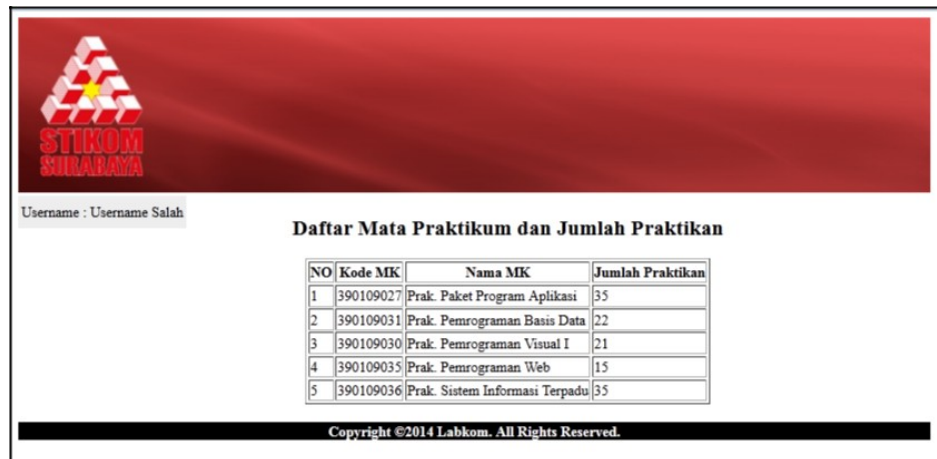 STIKOM
SURABAYA
Username : Username Salah
Daftar Mata Praktikum dan Jumlah Praktikan
NO Kode MK Nama MK Jumlah Praktikan
1 390109027 Prak. Paket Program Aplikasi 35
2 390109031 Prak. Pemrograman Basis Data 22
3 390109030 Prak. Pemrograman Visual I 21
4 390109035 Prak. Pemrograman Web 15
5 390109036 Prak. Sistem Informasi Terpadu 35
Copyright ©2014 Labkom. All Rights Reserved.